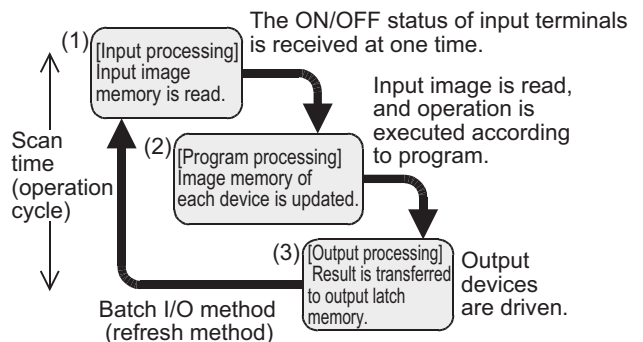 The ON/OFF status of input terminals
is received at one time.
(1)
[Input processing]
Input image
memory is read.
Input image is read,
and operation is
executed according
to program.
Scan
time
(operation
cycle)
(2)
[Program processing]
Image memory of
each device is updated.
(3)
[Output processing]
Result is transferred
to output latch
memory.
Output
devices
are driven.
Batch I/O method
(refresh method)